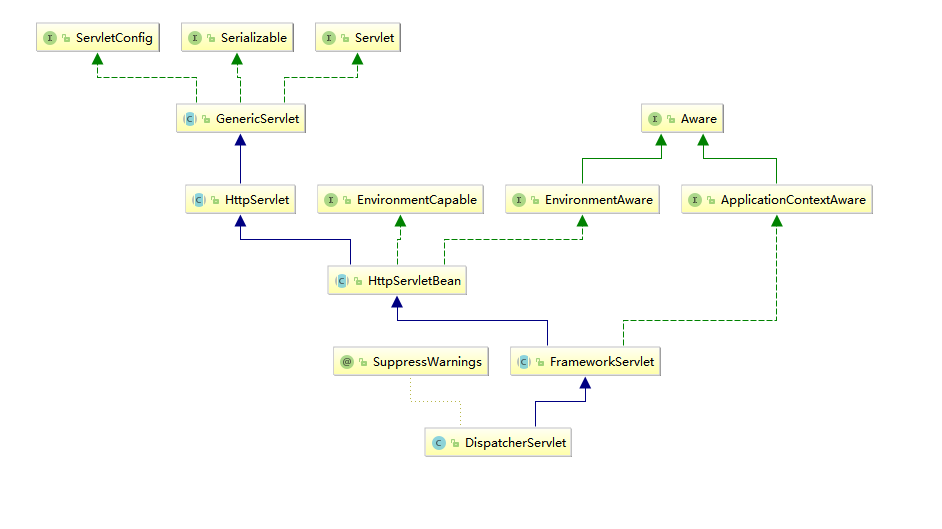 I ServletConfig
I Serializable
I Servlet
C GenericServlet
I Aware
C HttpServlet
I EnvironmentCapable
I EnvironmentAware
I ApplicationContextAware
C HttpServletBean
@ SuppressWarnings
C FrameworkServlet
C DispatcherServlet